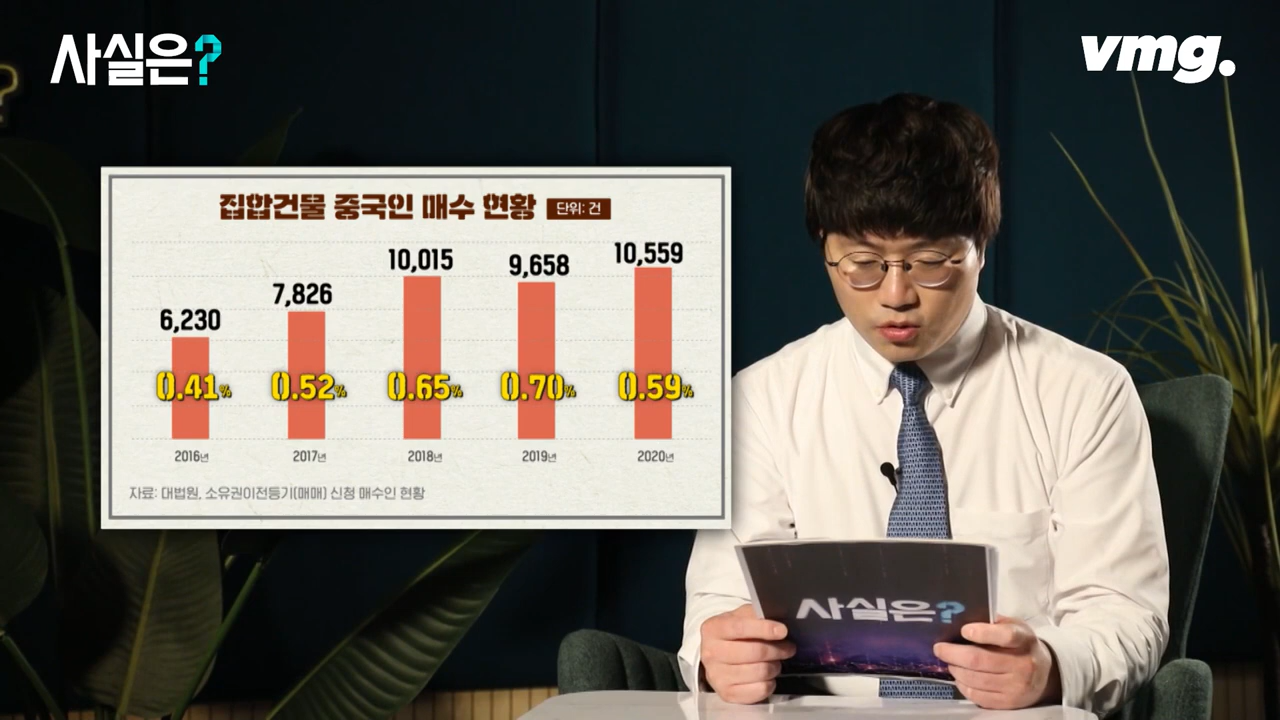 사실은?
vmg.
집합건물 중국인 매수 현황 단위: 건
6,230
7,826
10,015
9,658
10,559
0.41%
0.52%
0.65%
0.70%
0.59%
2016년
2017년
2018년
2019년
2020년
자료: 대법원, 소유권이전등기(매매) 신청 매수인 현황
사실은?